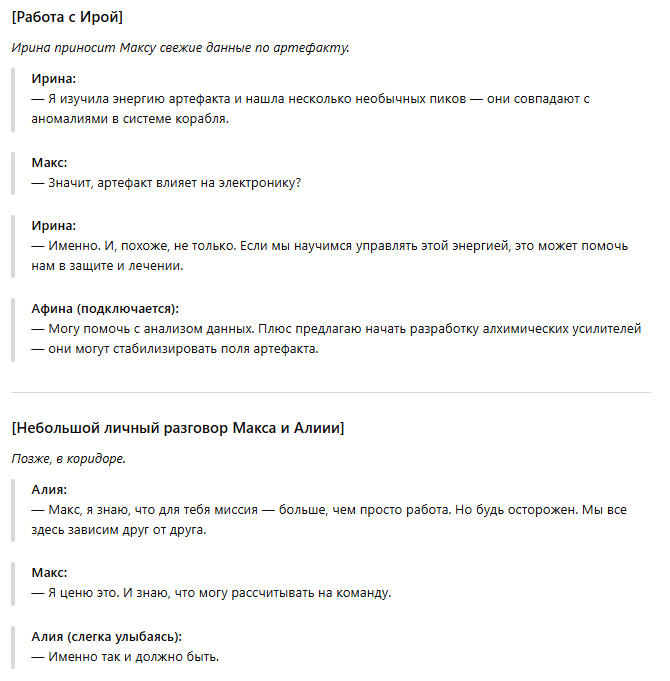 [Работа с Ирой]
Ирина приносит Максу свежие данные по артефакту.
Ирина:
— Я изучила энергию артефакта и нашла несколько необычных пиков — они совпадают с
аномалиями в системе корабля.
Макс:
— Значит, артефакт влияет на электронику?
Ирина:
— Именно. И, похоже, не только. Если мы научимся управлять этой энергией, это может помочь
нам в защите и лечении.
Афина (подключается):
— Могу помочь с анализом данных. Плюс предлагаю начать разработку алхимических усилителей
— они могут стабилизировать поля артефакта.
[Небольшой личный разговор Макса и Алиии]
Позже, в коридоре.
Алия:
— Макс, я знаю, что для тебя миссия — больше, чем просто работа. Но будь осторожен. Мы все
здесь зависим друг от друга.
Макс:
— Я ценю это. И знаю, что могу рассчитывать на команду.
Алия (слегка улыбаясь):
— Именно так и должно быть.